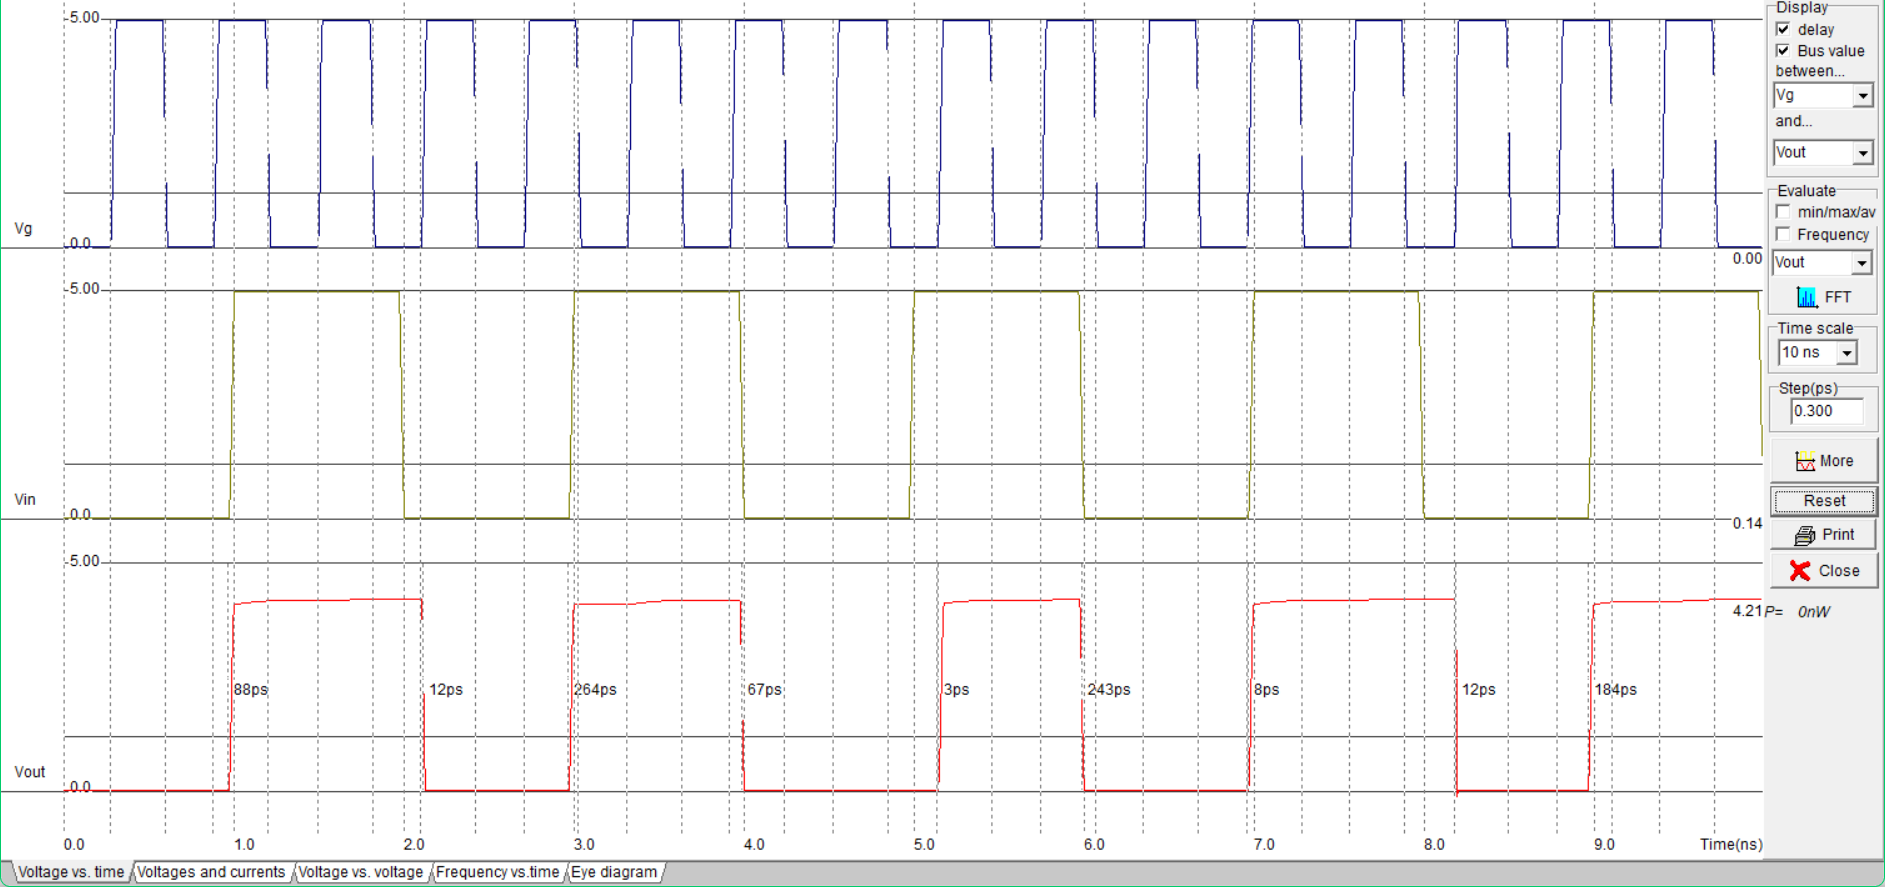 5.00
Vg
0.0
0.00
5.00
Vin
0.0
0.14
5.00
4.21
88ps 12ps 264ps 67ps 3ps 243ps 8ps 12ps 184ps
Vout
0.0
0.0 1.0 2.0 3.0 4.0 5.0 6.0 7.0 8.0 9.0 Time(ns)
Voltage vs. time Voltages and currents Voltage vs. voltage Frequency vs.time Eye diagram
Display
delay
Bus value
between...
Vg
and...
Vout
Evaluate
min/max/av
Frequency
Vout
FFT
Time scale
10 ns
Step(ps)
0.300
More
Reset
Print
Close
P= 0nW